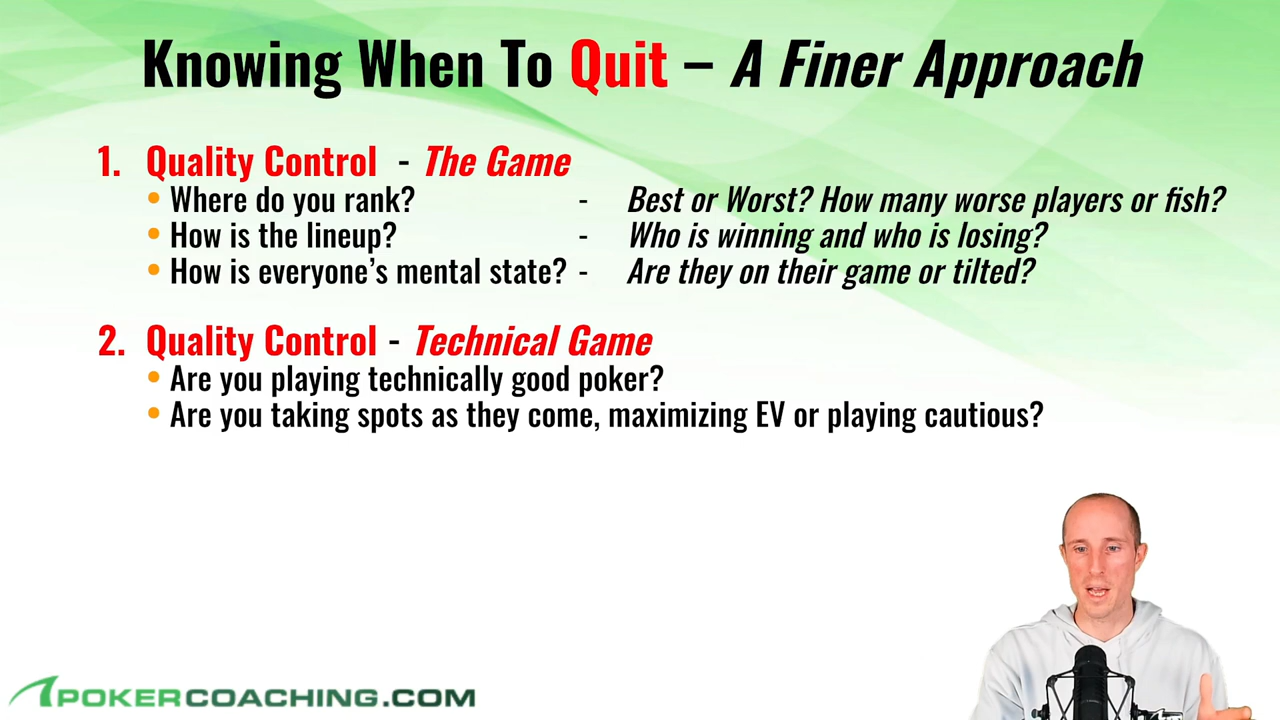 Knowing When To Quit – A Finer Approach
1. Quality Control - The Game
• Where do you rank? - Best or Worst? How many worse players or fish?
• How is the lineup? - Who is winning and who is losing?
• How is everyone’s mental state? - Are they on their game or tilted?
2. Quality Control - Technical Game
• Are you playing technically good poker?
• Are you taking spots as they come, maximizing EV or playing cautious?
POKERCOACHING.COM